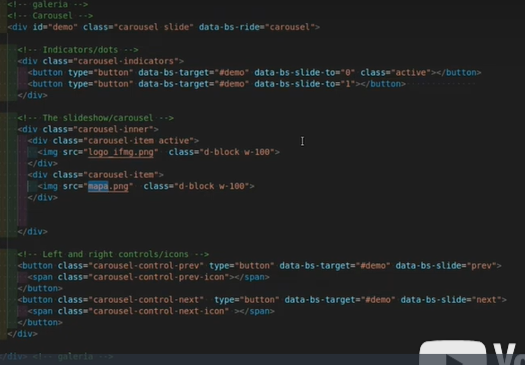 <!-- galeria -->
<!-- Carousel -->
<div id="demo" class="carousel slide" data-bs-ride="carousel">
<!-- Indicators/dots -->
<div class="carousel-indicators">
<button type="button" data-bs-target="#demo" data-bs-slide-to="0" class="active"></button>
<button type="button" data-bs-target="#demo" data-bs-slide-to="1"></button>
</div>
<!-- The slideshow/carousel -->
<div class="carousel-inner">
<div class="carousel-item active">
<img src="logo_ifmg.png" class="d-block w-100">
</div>
<div class="carousel-item">
<img src="mapa.png" class="d-block w-100">
</div>
</div>
<!-- Left and right controls/icons -->
<button class="carousel-control-prev" type="button" data-bs-target="#demo" data-bs-slide="prev">
<span class="carousel-control-prev-icon"></span>
</button>
<button class="carousel-control-next" type="button" data-bs-target="#demo" data-bs-slide="next">
<span class="carousel-control-next-icon" ></span>
</button>
</div>
</div> <!-- galeria -->